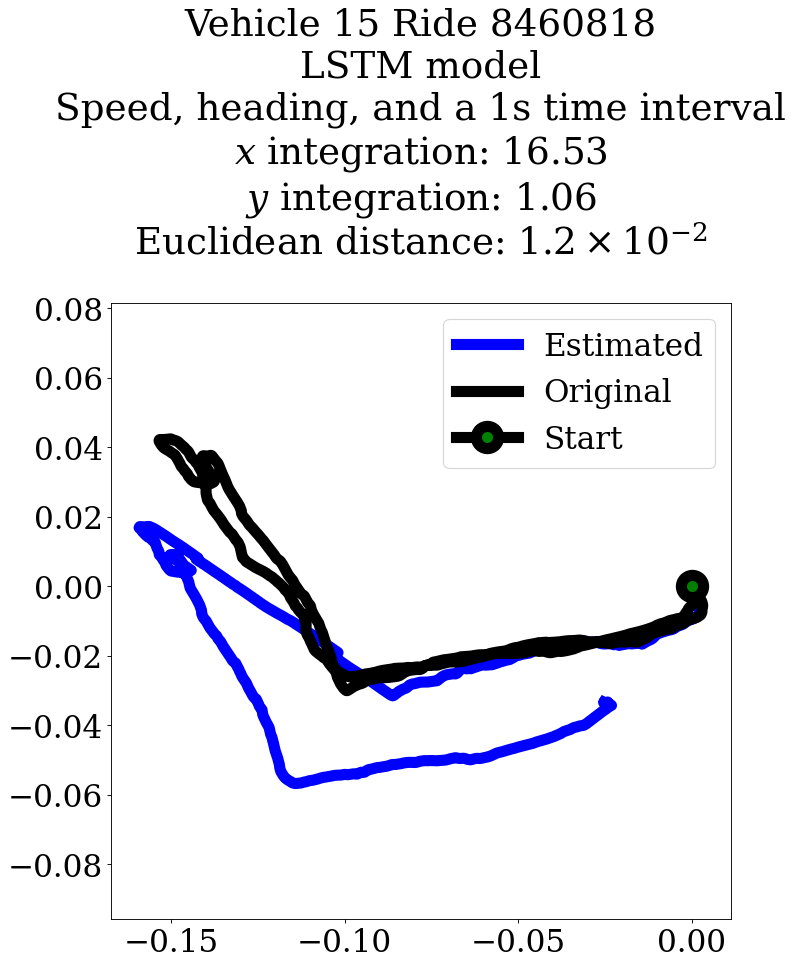 Vehicle 15 Ride 8460818
LSTM model
Speed, heading, and a 1s time interval
x integration: 16.53
y integration: 1.06
Euclidean distance: 1.2 × 10⁻²
Estimated
Original
Start
0.08
0.06
0.04
0.02
0.00
−0.02
−0.04
−0.06
−0.08
−0.15 −0.10 −0.05 0.00